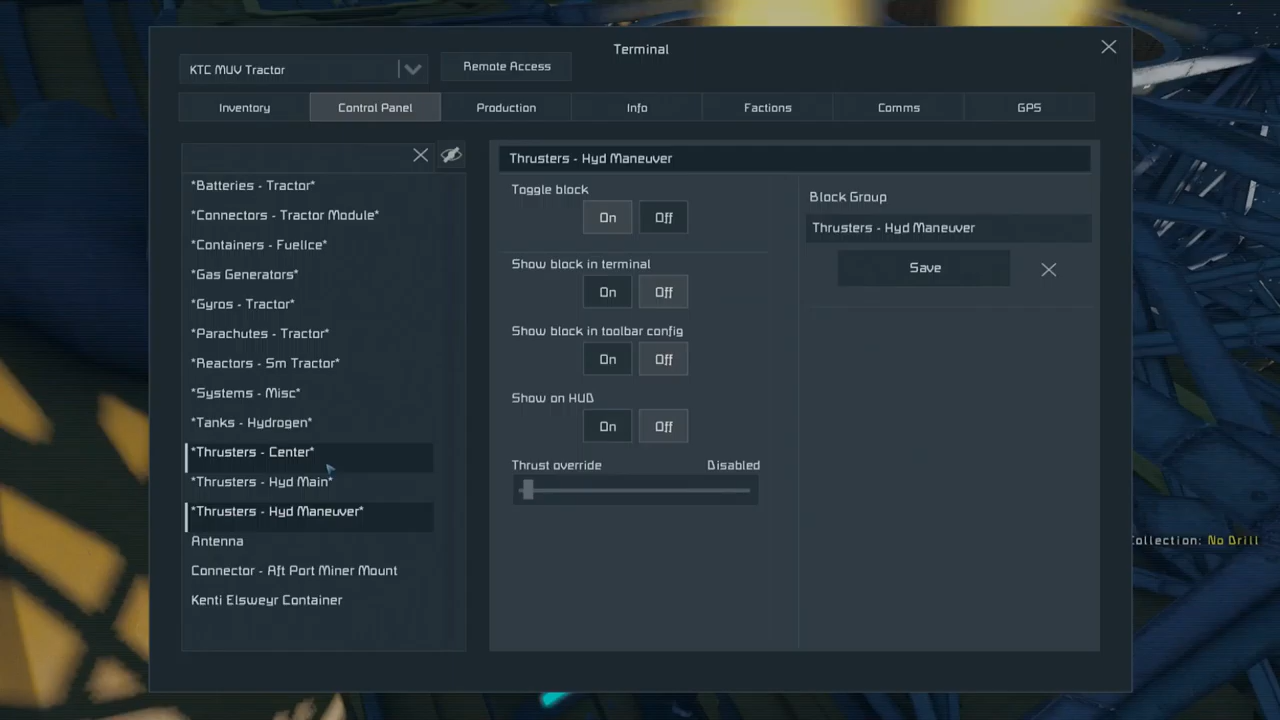 Terminal
KTC MUV Tractor
Remote Access
Inventory
Control Panel
Production
Info
Factions
Comms
GPS
*Batteries - Tractor*
*Connectors - Tractor Module*
*Containers - FuelIce*
*Gas Generators*
*Gyros - Tractor*
*Parachutes - Tractor*
*Reactors - Sm Tractor*
*Systems - Misc*
*Tanks - Hydrogen*
*Thrusters - Center*
*Thrusters - Hyd Main*
*Thrusters - Hyd Maneuver*
Antenna
Connector - Aft Port Miner Mount
Kenti Elsweyr Container
Thrusters - Hyd Maneuver
Toggle block
On Off
Show block in terminal
On Off
Show block in toolbar config
On Off
Show on HUD
On Off
Thrust override Disabled
Block Group
Thrusters - Hyd Maneuver
Save
ollection: No Drill